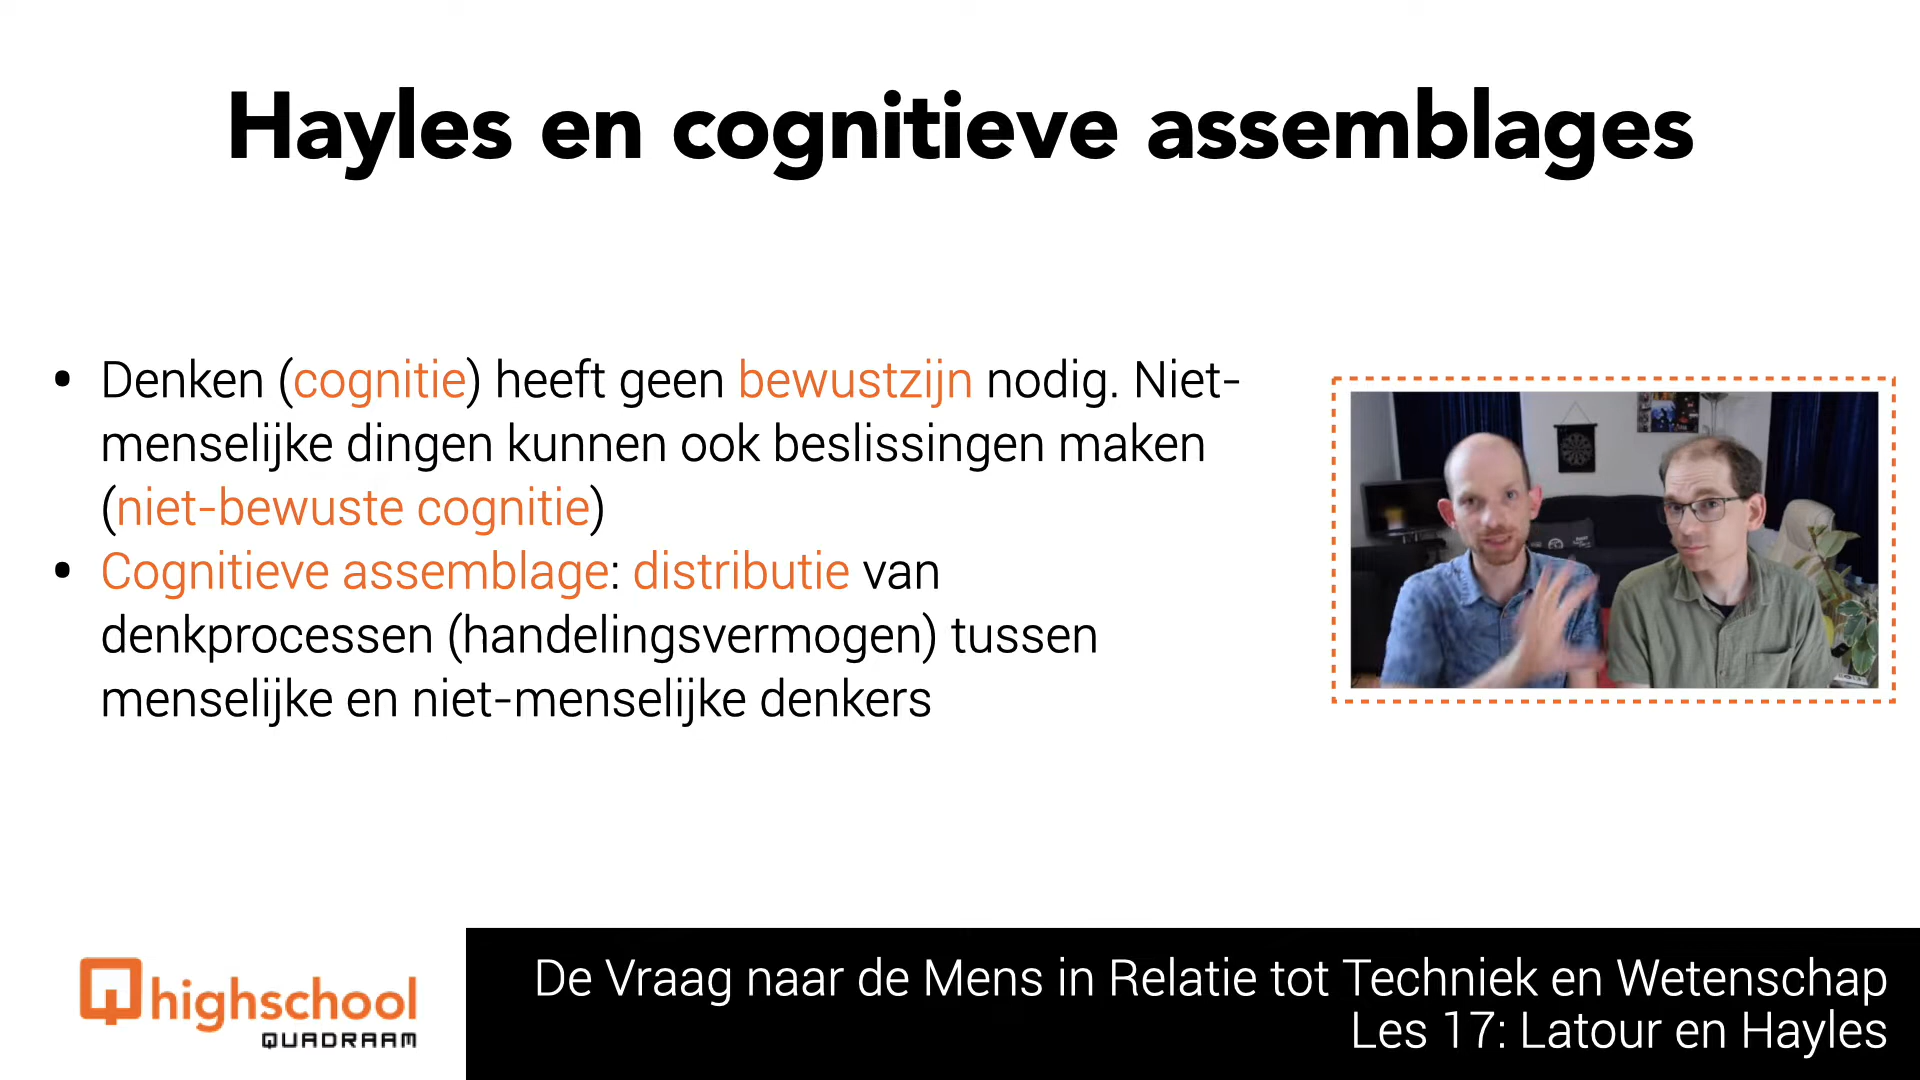 Hayles en cognitieve assemblages
• Denken (cognitie) heeft geen bewustzijn nodig. Niet-
menselijke dingen kunnen ook beslissingen maken
(niet-bewuste cognitie)
• Cognitieve assemblage: distributie van
denkprocessen (handelingsvermogen) tussen
menselijke en niet-menselijke denkers
Qhighschool
QUADRAAM
De Vraag naar de Mens in Relatie tot Techniek en Wetenschap
Les 17: Latour en Hayles